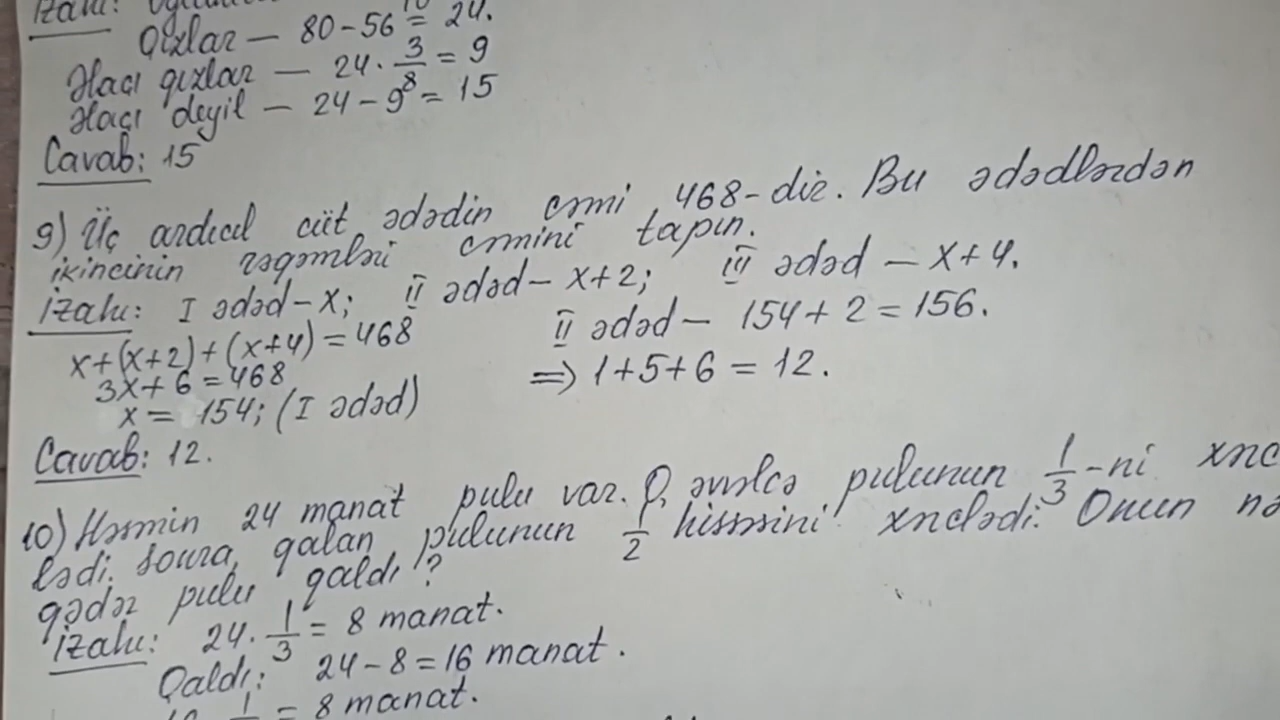 İzahı:
Qızlar — 80-56 = 24.
Əlaçı qızlar — 24 · 3/8 = 9
Əlaçı deyil — 24 - 9 = 15
Cavab: 15
9) Üç ardıcıl cüt ədədin cəmi 468-dir. Bu ədədlərdən
ikincinin rəqəmləri cəmini tapın.
İzahı: I ədəd - x; II ədəd - x+2; III ədəd - x+4.
x+(x+2)+(x+4) = 468
3x+6 = 468
x = 154; (I ədəd)
II ədəd - 154+2 = 156.
=> 1+5+6 = 12.
Cavab: 12.
10) Həsmin 24 manat pulu var. O, əvvəlcə pulunun 1/3-ni xərc
lədi. Sonra, qalan pulunun 1/2 hissəsini xərclədi. Onun nə
qədər pulu qaldı?
İzahı: 24 · 1/3 = 8 manat.
Qaldı: 24-8 = 16 manat.
= 8 manat.